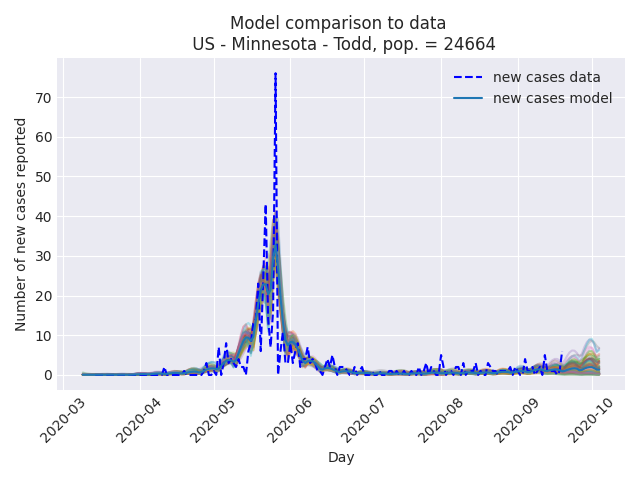 Model comparison to data
US - Minnesota - Todd, pop. = 24664
new cases data
new cases model
Number of new cases reported
70
60
50
40
30
20
10
0
2020-03
2020-04
2020-05
2020-06
2020-07
2020-08
2020-09
2020-10
Day